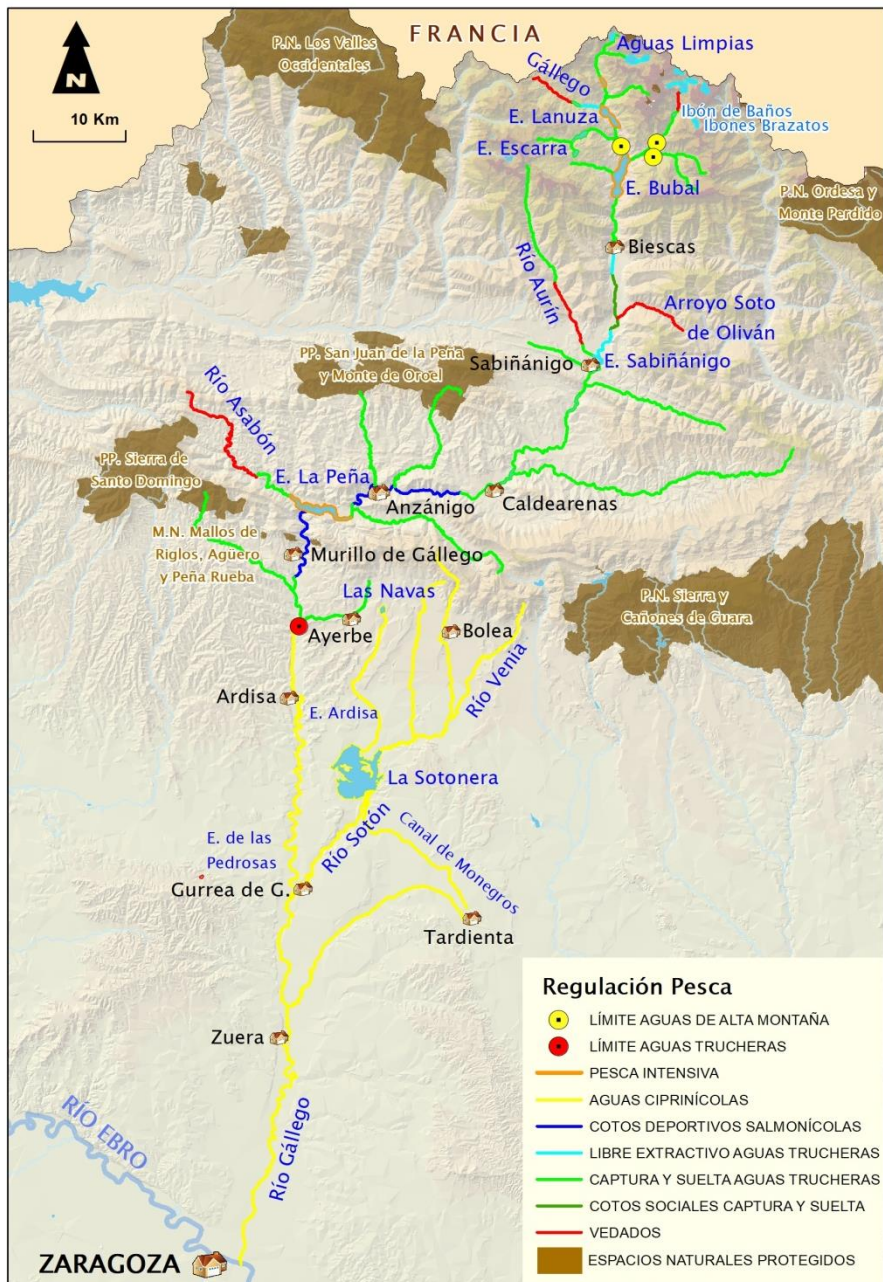 FRANCIA
P.N. Los Valles
Occidentales
Aguas Limpias
N
Gállego
10 Km
E. Lanuza
Ibón de Baños
Ibones Brazatos
E. Escarra
E. Bubal
P.N. Ordesa y
Monte Perdido
Biescas
Río Aurín
Arroyo Soto
de Oliván
PP. San Juan de la Peña
y Monte de Oroel
Sabiñánigo
E. Sabiñánigo
Río Asabón
PP. Sierra de
Santo Domingo
E. La Peña
Anzánigo
Caldearenas
M.N. Mallos de
Riglos, Agüero
y Peña Rueba
Murillo de Gállego
Las Navas
P.N. Sierra y
Cañones de Guara
Ayerbe
Bolea
Río Venia
Ardisa
E. Ardisa
La Sotonera
Río Sotón
Canal de Monegros
E. de las
Pedrosas
Gurrea de G.
Tardienta
Zuera
RÍO EBRO
Río Gállego
ZARAGOZA
Regulación Pesca
LÍMITE AGUAS DE ALTA MONTAÑA
LÍMITE AGUAS TRUCHERAS
PESCA INTENSIVA
AGUAS CIPRINÍCOLAS
COTOS DEPORTIVOS SALMONÍCOLAS
LIBRE EXTRACTIVO AGUAS TRUCHERAS
CAPTURA Y SUELTA AGUAS TRUCHERAS
COTOS SOCIALES CAPTURA Y SUELTA
VEDADOS
ESPACIOS NATURALES PROTEGIDOS